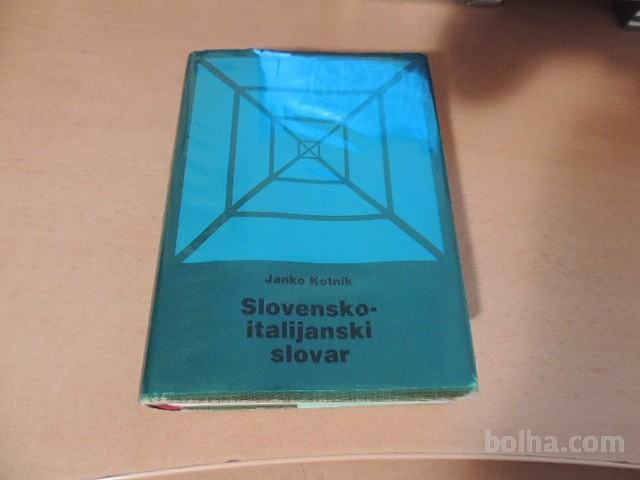 Janko Kotnik
Slovensko-
italijanski
slovar
bolha.com